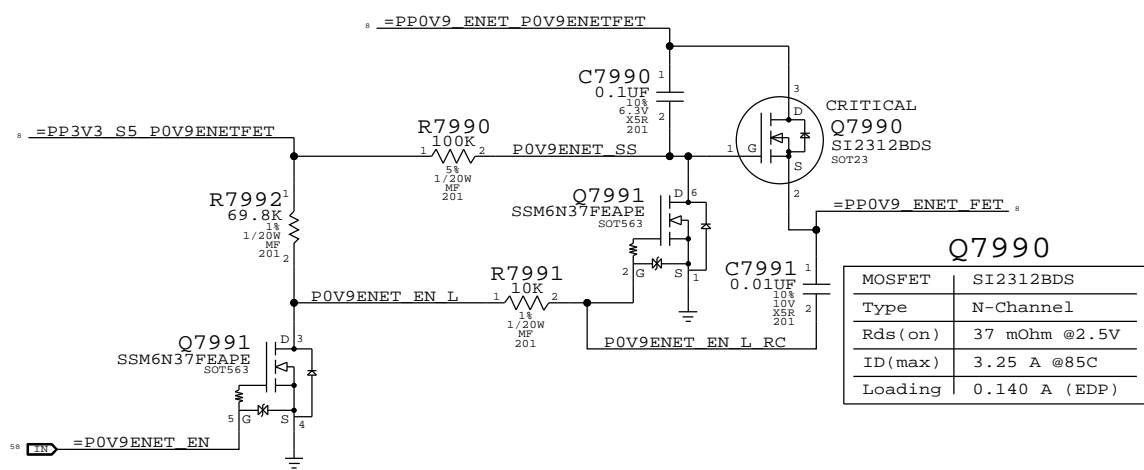 8 =PP0V9_ENET_P0V9ENETFET
C7990
0.1UF
10%
6.3V
X5R
201
1
2
3
D
CRITICAL
Q7990
SI2312BDS
SOT23
1 G
S
2
8 =PP3V3_S5_P0V9ENETFET
R7990
100K
1 2
5%
1/20W
MF
201
P0V9ENET_SS
R7992
69.8K
1%
1/20W
MF
201
1
2
Q7991
SSM6N37FEAPE
SOT563
D 6
2 G S 1
=PP0V9_ENET_FET 8
C7991
0.01UF
10%
10V
X5R
201
1
2
P0V9ENET_EN_L
R7991
10K
1 2
1%
1/20W
MF
201
P0V9ENET_EN_L_RC
Q7991
SSM6N37FEAPE
SOT563
D 3
5 G S 4
58 IN =P0V9ENET_EN
Q7990
MOSFET SI2312BDS
Type N-Channel
Rds(on) 37 mOhm @2.5V
ID(max) 3.25 A @85C
Loading 0.140 A (EDP)